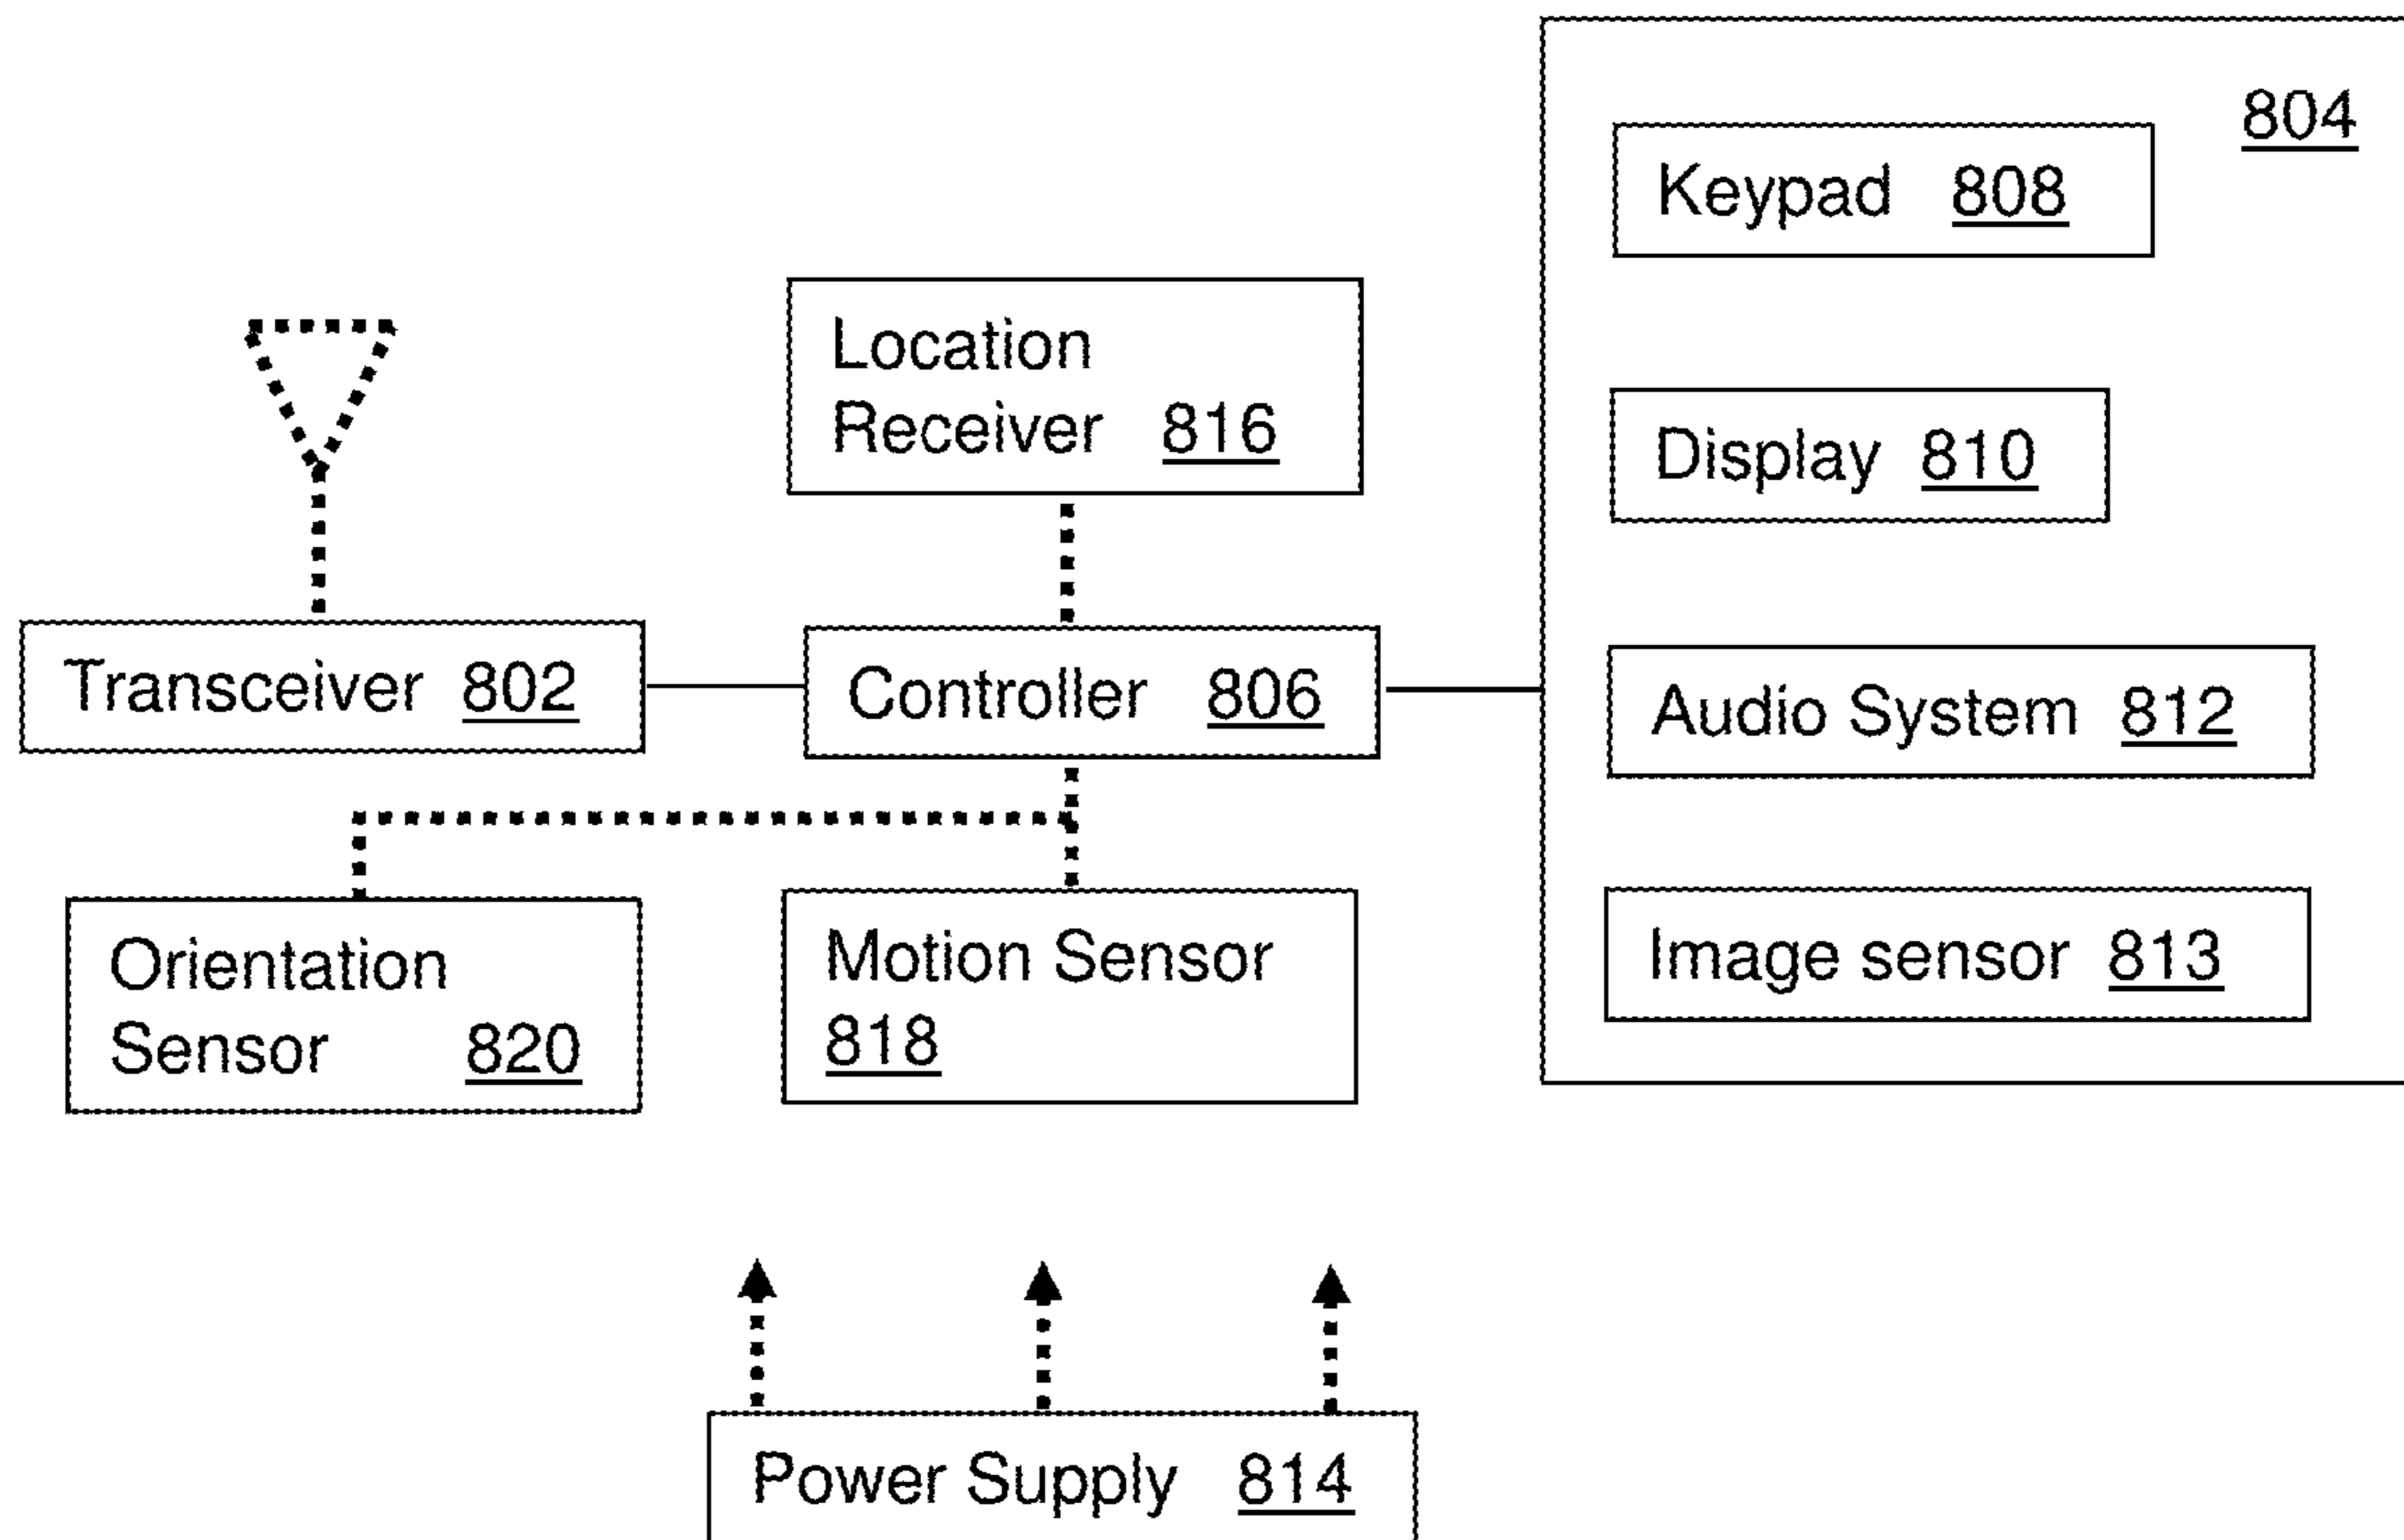 804
Keypad 808
Location
Receiver 816
Display 810
Transceiver 802
Controller 806
Audio System 812
Orientation
Sensor 820
Motion Sensor
818
Image sensor 813
Power Supply 814